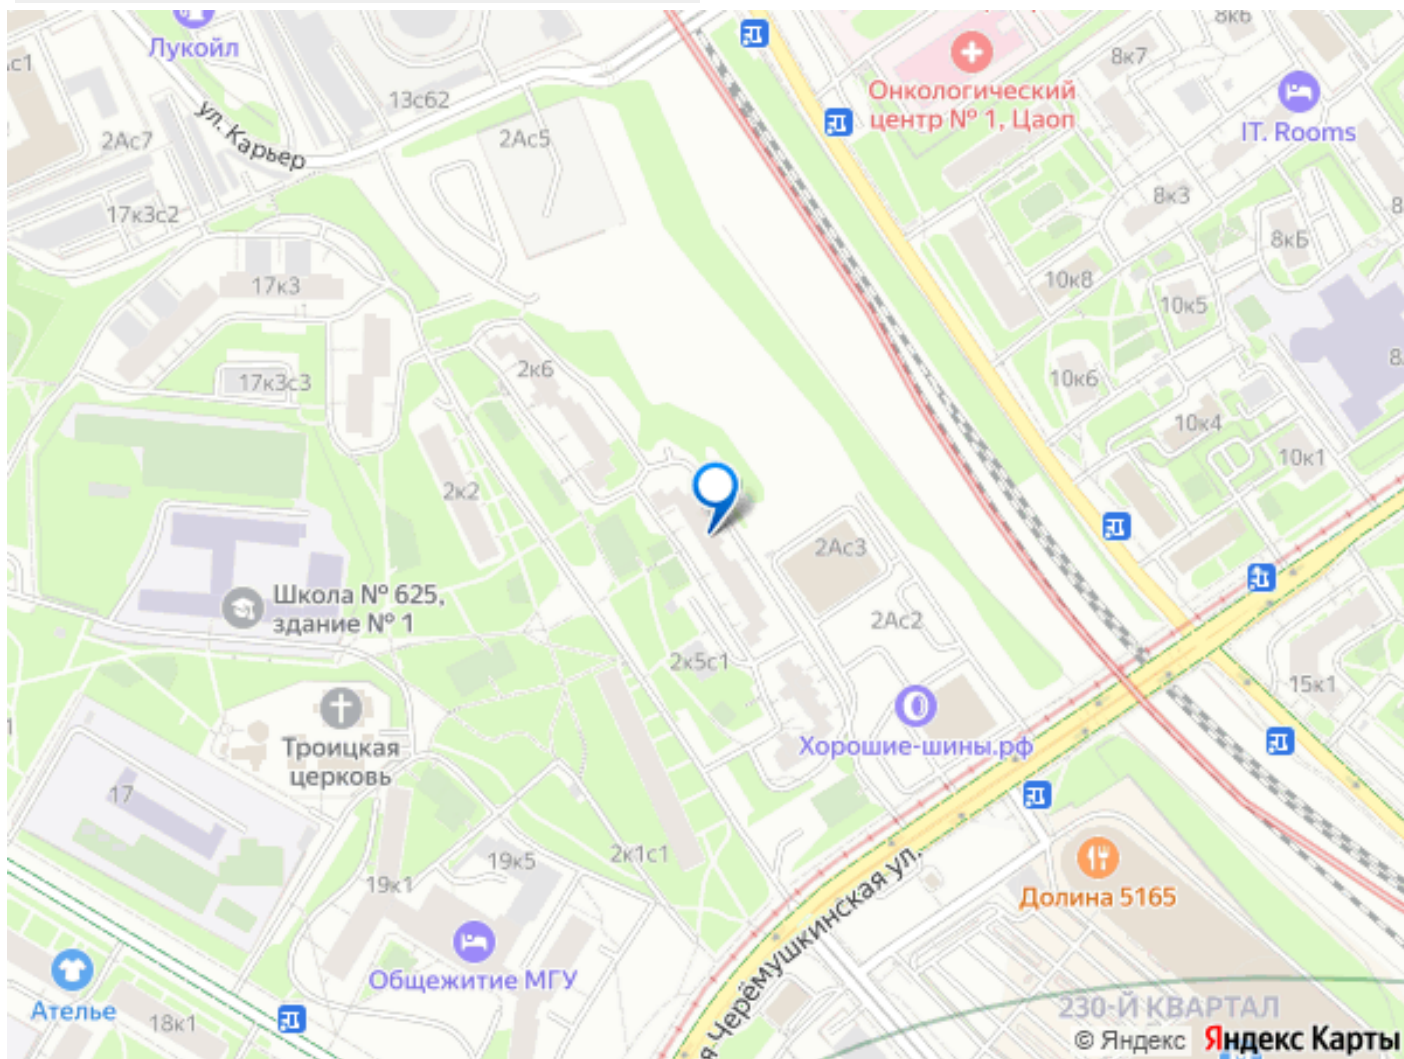 Лукойл
с1
13с62
2Ас7
ул. Карьер
2Ас5
17к3с2
Онкологический
центр № 1, Цаоп
8к6
8к7
IT. Rooms
8к3
8кБ
10к8
10к5
17к3
17к3с3
2к6
10к6
10к4
10к1
2к2
2Ас3
Школа № 625,
здание № 1
2Ас2
2к5с1
15к1
Троицкая
церковь
Хорошие-шины.рф
17
19к5
2к1с1
19к1
Долина 5165
я Черёмушкинская ул.
Общежитие МГУ
Ателье
18к1
230-Й КВАРТАЛ
© Яндекс Яндекс Карты